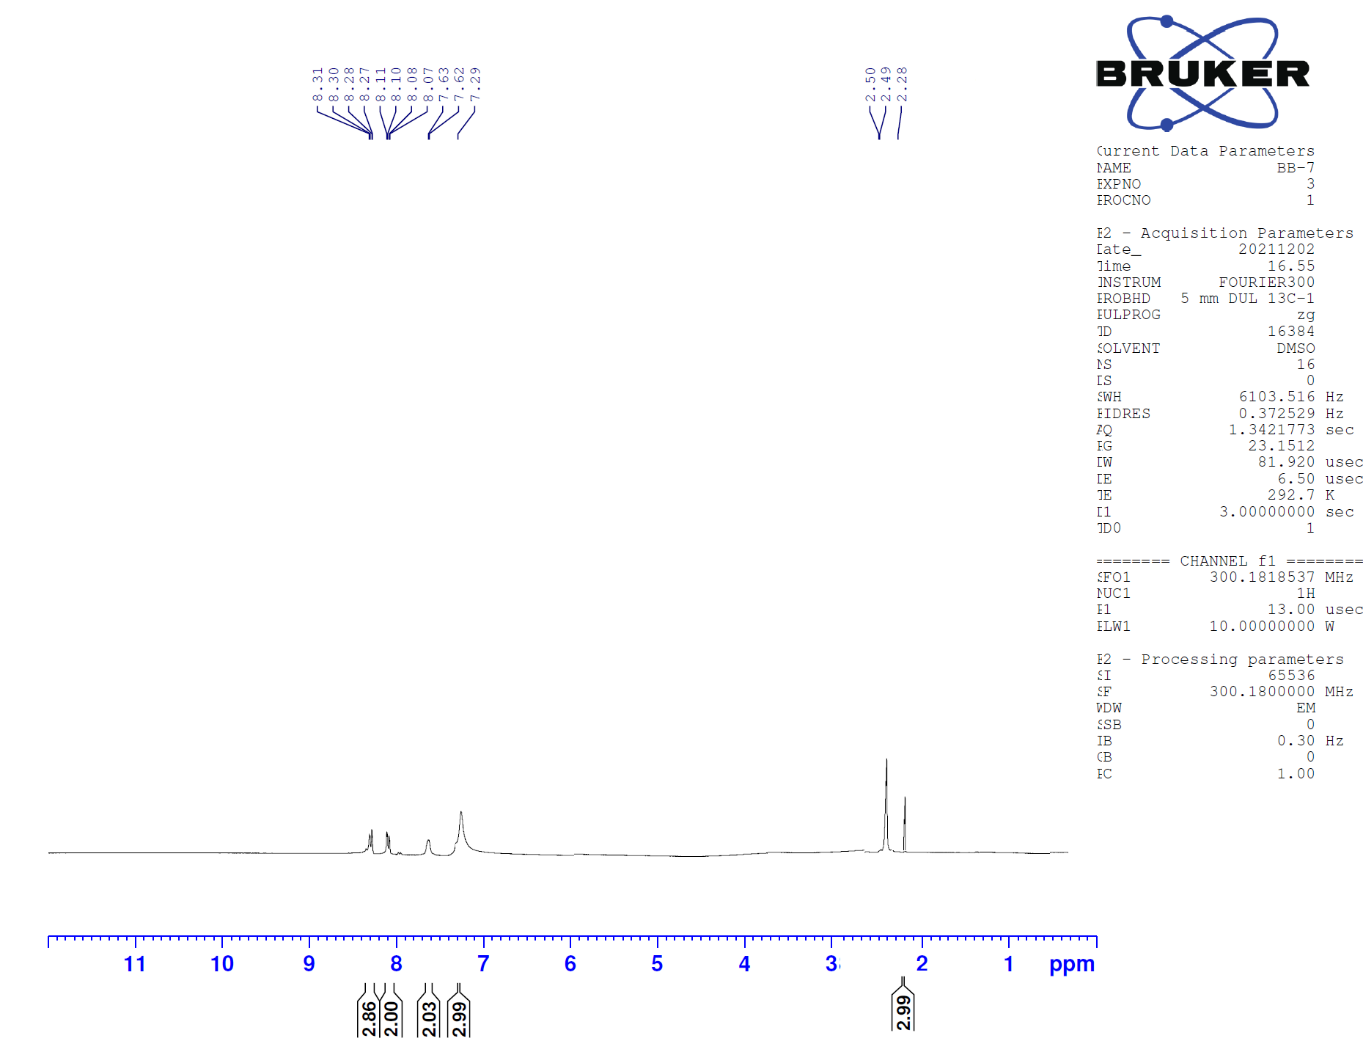 8.31
8.30
8.28
8.27
8.11
8.10
8.08
8.07
7.63
7.62
7.29
2.50
2.49
2.28
BRUKER
Current Data Parameters
NAME BB-7
EXPNO 3
PROCNO 1
F2 - Acquisition Parameters
Date_ 20211202
Time 16.55
INSTRUM FOURIER300
PROBHD 5 mm DUL 13C-1
PULPROG zg
TD 16384
SOLVENT DMSO
NS 16
DS 0
SWH 6103.516 Hz
FIDRES 0.372529 Hz
AQ 1.3421773 sec
RG 23.1512
DW 81.920 usec
DE 6.50 usec
TE 292.7 K
D1 3.00000000 sec
TD0 1
======== CHANNEL f1 ========
SFO1 300.1818537 MHz
NUC1 1H
P1 13.00 usec
PLW1 10.00000000 W
F2 - Processing parameters
SI 65536
SF 300.1800000 MHz
WDW EM
SSB 0
LB 0.30 Hz
GB 0
PC 1.00
11 10 9 8 7 6 5 4 3 2 1 ppm
2.86
2.00
2.03
2.99
2.99